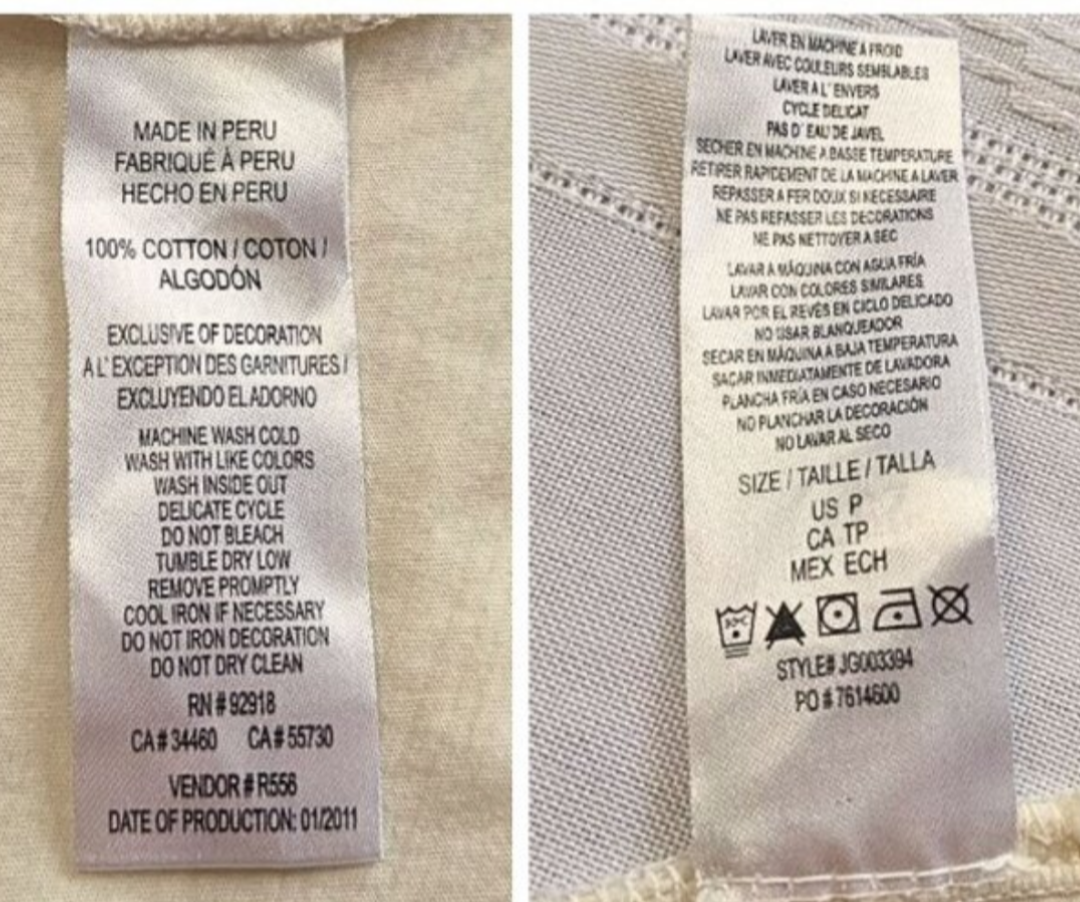 MADE IN PERU
FABRIQUÉ À PERU
HECHO EN PERU
100% COTTON / COTON /
ALGODÓN
EXCLUSIVE OF DECORATION
A L' EXCEPTION DES GARNITURES /
EXCLUYENDO EL ADORNO
MACHINE WASH COLD
WASH WITH LIKE COLORS
WASH INSIDE OUT
DELICATE CYCLE
DO NOT BLEACH
TUMBLE DRY LOW
REMOVE PROMPTLY
COOL IRON IF NECESSARY
DO NOT IRON DECORATION
DO NOT DRY CLEAN
RN # 92918
CA # 34460 CA # 55730
VENDOR # R556
DATE OF PRODUCTION: 01/2011
LAVER EN MACHINE A FROID
LAVER AVEC COULEURS SEMBLABLES
LAVER A L' ENVERS
CYCLE DELICAT
PAS D' EAU DE JAVEL
SECHER EN MACHINE A BASSE TEMPERATURE
RETIRER RAPIDEMENT DE LA MACHINE A LAVER
REPASSER A FER DOUX SI NECESSAIRE
NE PAS REPASSER LES DECORATIONS
NE PAS NETTOYER A SEC
LAVAR A MÁQUINA CON AGUA FRÍA
LAVAR CON COLORES SIMILARES
LAVAR POR EL REVÉS EN CICLO DELICADO
NO USAR BLANQUEADOR
SECAR EN MÁQUINA A BAJA TEMPERATURA
SACAR INMEDIATAMENTE DE LAVADORA
PLANCHA FRÍA EN CASO NECESARIO
NO PLANCHAR LA DECORACIÓN
NO LAVAR AL SECO
SIZE / TAILLE / TALLA
US P
CA TP
MEX ECH
STYLE# JG003394
PO # 7614600